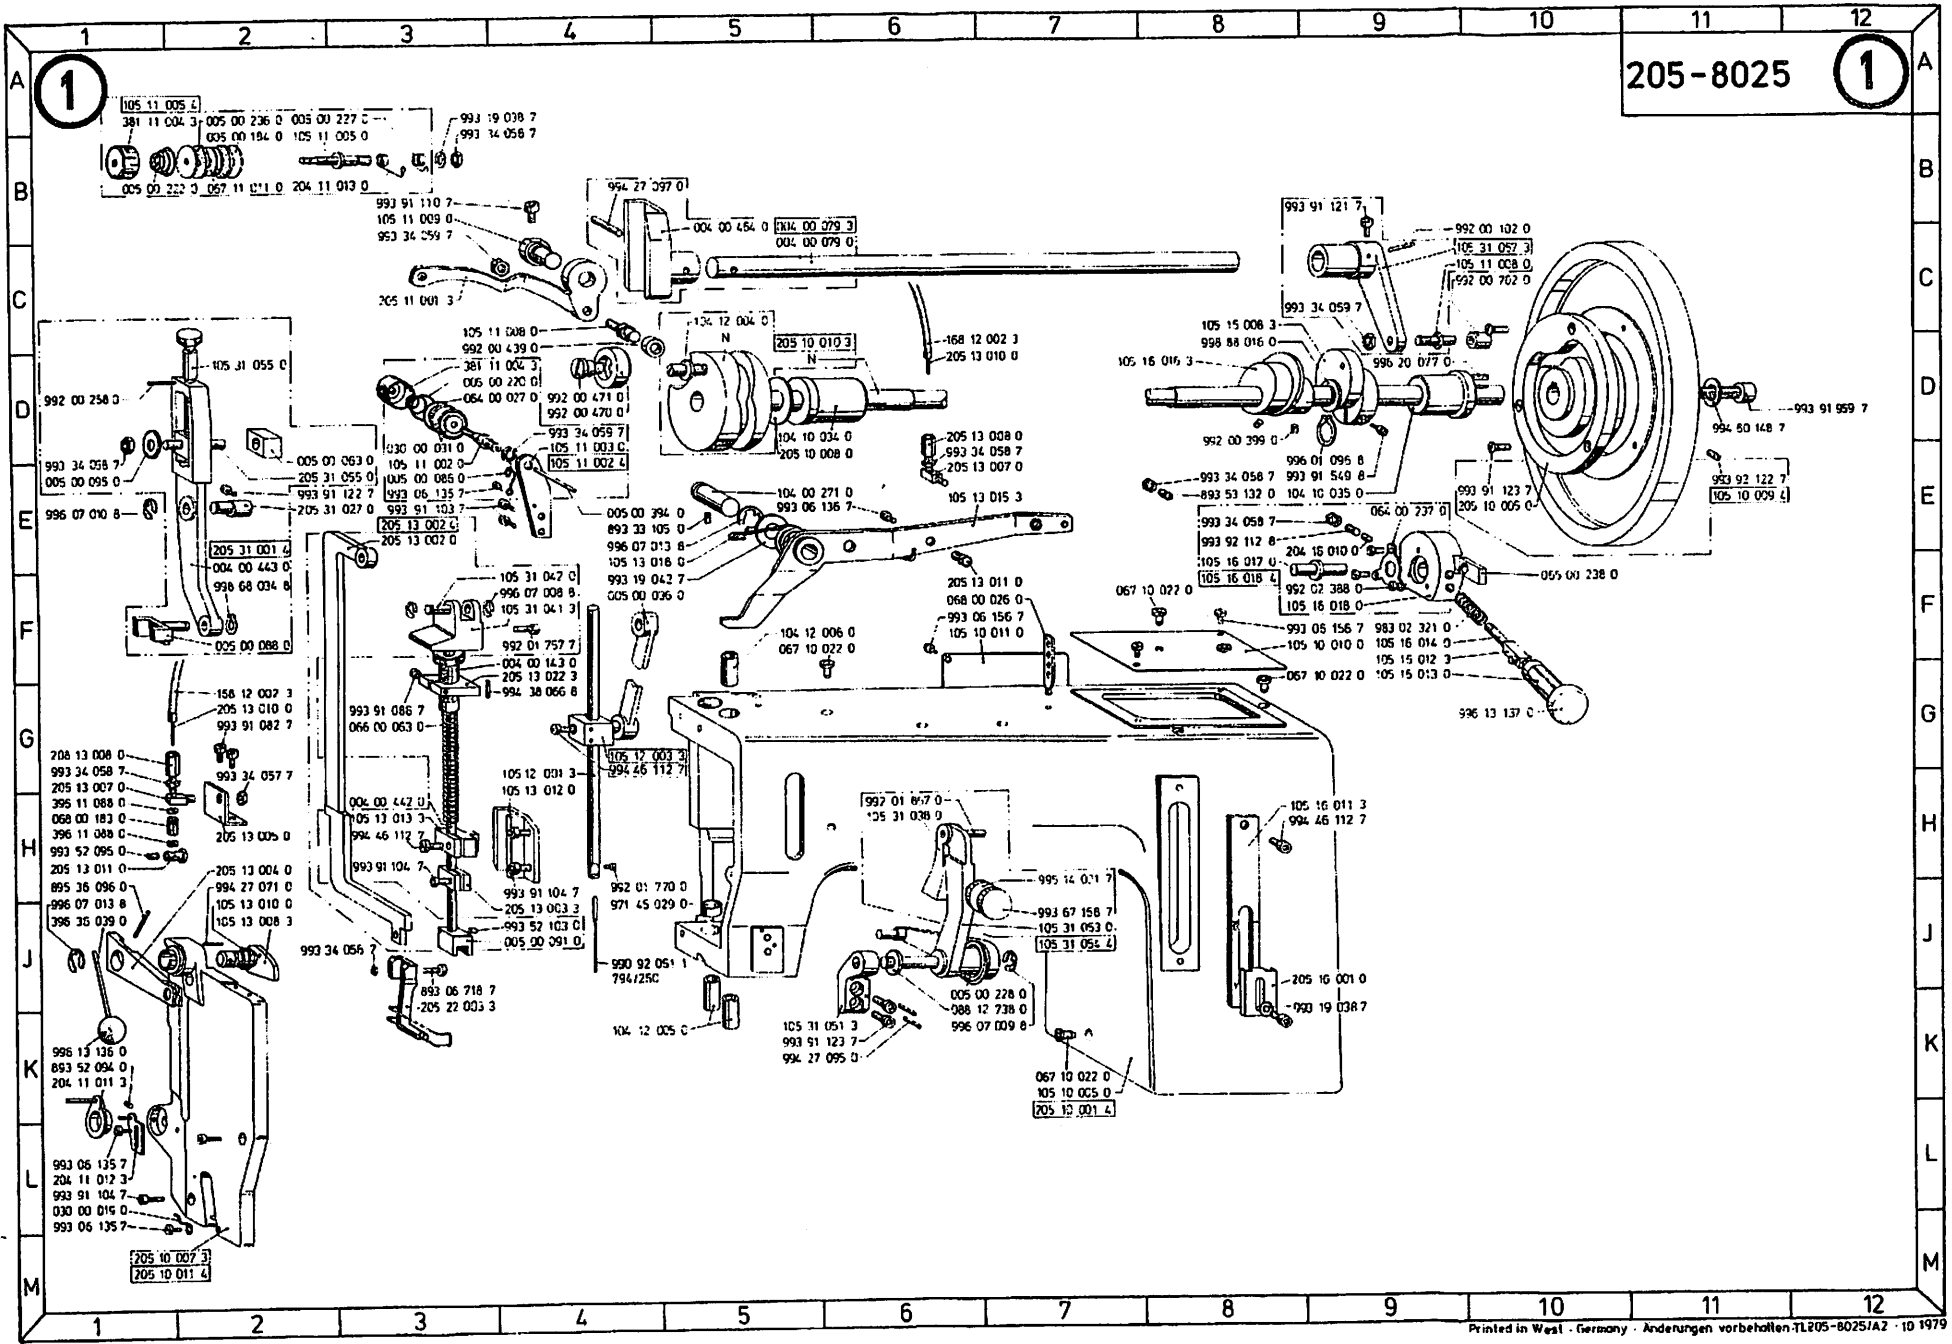 1 2 3 4 5 6 7 8 9 10 11 12
A A
1
205-8025 1
105 11 005 4
381 11 004 3 005 00 236 0 005 00 227 0
005 00 184 0 105 11 005 0
993 19 038 7
993 34 058 7
B B
005 00 222 0 057 11 011 0 204 11 013 0
994 27 097 0
993 91 110 7
105 11 009 0
993 34 059 7
004 00 464 0 004 00 079 3
004 00 079 0
993 91 121 7
992 00 102 0
105 31 057 3
105 11 008 0
992 00 702 0
C C
205 11 001 3
993 34 059 7
105 11 008 0
992 00 439 0
134 12 004 0
N
205 10 010 3
N
168 12 002 3
205 13 010 0
105 15 008 3
998 88 016 0
105 16 016 3
996 20 077 0
105 31 055 0
381 11 004 3
005 00 220 0
064 00 027 0
992 00 471 0
992 00 470 0
D D
992 00 258 0
993 91 959 7
994 60 148 7
030 00 031 0
105 11 002 0
005 00 086 0
993 06 135 7
993 91 103 7
205 13 002 4
205 13 002 0
993 34 059 7
105 11 003 0
105 11 002 4
104 10 034 0
205 10 008 0
205 13 008 0
993 34 058 7
205 13 007 0
992 00 399 0
996 01 095 8
993 91 549 8
104 10 035 0
993 34 058 7
005 00 095 0
005 00 063 0
205 31 055 0
993 91 122 7
205 31 027 0
E E
996 07 010 8
104 00 271 0
993 06 136 7
105 13 015 3
993 34 058 7
893 53 132 0
993 91 123 7
205 10 005 0
993 92 122 7
105 10 009 4
005 00 394 0
893 33 105 0
996 07 013 8
105 13 016 0
993 19 042 7
005 00 036 0
993 34 058 7
993 92 112 8
064 00 237 0
204 16 010 0
105 16 017 0
105 16 018 4
992 02 388 0
105 16 018 0
065 00 238 0
205 31 001 4
004 00 443 0
998 68 034 8
F F
005 00 088 0
105 31 042 0
996 07 008 8
105 31 041 3
992 01 757 7
004 00 143 0
205 13 022 3
994 38 066 8
205 13 011 0
068 00 026 0
993 06 156 7
105 10 011 0
067 10 022 0
993 06 156 7
105 10 010 0
067 10 022 0
983 02 321 0
105 16 014 0
105 15 012 3
105 15 013 0
996 13 137 0
104 12 006 0
067 10 022 0
158 12 002 3
205 13 010 0
993 91 082 7
993 91 086 7
066 00 063 0
G G
208 13 008 0
993 34 058 7
205 13 007 0
396 11 088 0
068 00 183 0
396 11 088 0
993 52 095 0
205 13 011 0
993 34 057 7
205 13 005 0
105 12 003 3
994 46 112 7
105 12 001 3
105 13 012 0
004 00 442 0
105 13 013 3
994 46 112 7
993 91 104 7
H H
992 01 857 0
105 31 038 0
105 16 011 3
994 46 112 7
895 36 096 0
996 07 013 8
396 36 039 0
205 13 004 0
994 27 071 0
105 13 010 0
105 13 008 3
993 91 104 7
205 13 003 3
993 52 103 0
005 00 091 0
992 01 770 0
971 45 029 0
995 14 031 7
993 67 158 7
105 31 053 0
105 31 054 4
J J
993 34 056 7
893 06 718 7
205 22 003 3
990 92 051 1
794/25C
005 00 228 0
088 12 738 0
996 07 009 8
205 16 001 0
993 19 038 7
104 12 005 0
105 31 051 3
993 91 123 7
994 27 095 0
K K
996 13 136 0
893 52 094 0
204 11 011 3
067 10 022 0
105 10 005 0
205 10 001 4
L L
993 06 135 7
204 11 012 3
993 91 104 7
030 00 015 0
993 06 135 7
205 10 007 3
205 10 011 4
M M
1 2 3 4 5 6 7 8 9 10 11 12
Printed in West - Germany · Änderungen vorbehalten · TL205-8025/A2 · 10 1979